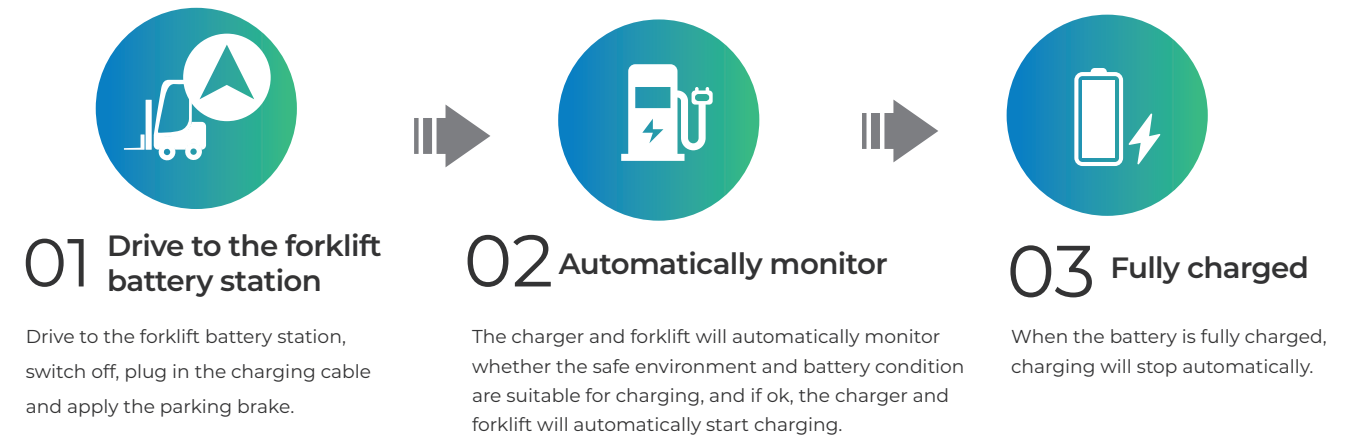 01
Drive to the forklift
battery station
Drive to the forklift battery station,
switch off, plug in the charging cable
and apply the parking brake.
02
Automatically monitor
The charger and forklift will automatically monitor
whether the safe environment and battery condition
are suitable for charging, and if ok, the charger and
forklift will automatically start charging.
03
Fully charged
When the battery is fully charged,
charging will stop automatically.